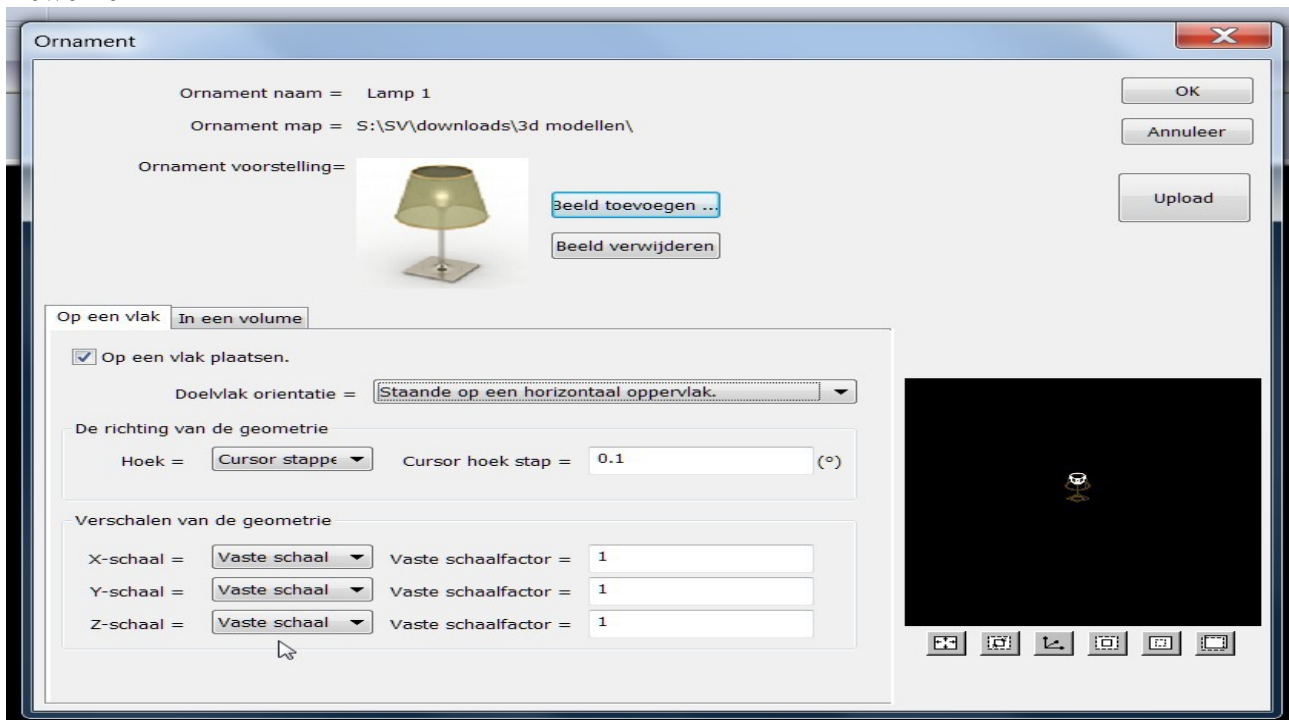 Ornament
Ornament naam = Lamp 1
OK
Ornament map = S:\SV\downloads\3d modellen\
Annuleer
Ornament voorstelling=
Upload
Beeld toevoegen ...
Beeld verwijderen
Op een vlak In een volume
Op een vlak plaatsen.
Doelvlak orientatie = Staande op een horizontaal oppervlak.
De richting van de geometrie
Hoek = Cursor stappe Cursor hoek stap = 0.1 (°)
Verschalen van de geometrie
X-schaal = Vaste schaal Vaste schaalfactor = 1
Y-schaal = Vaste schaal Vaste schaalfactor = 1
Z-schaal = Vaste schaal Vaste schaalfactor = 1